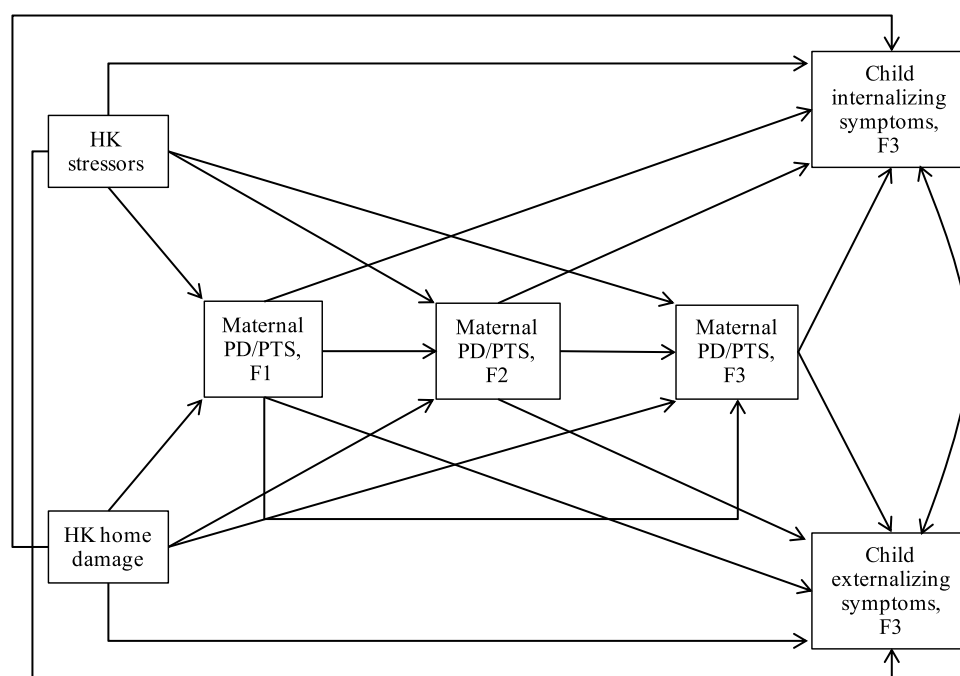 Child
internalizing
symptoms,
F3
HK
stressors
Maternal
PD/PTS,
F1
Maternal
PD/PTS,
F2
Maternal
PD/PTS,
F3
HK home
damage
Child
externalizing
symptoms,
F3